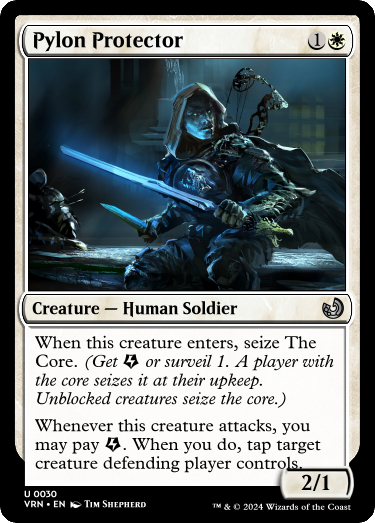 Pylon Protector 1
Creature — Human Soldier
When this creature enters, seize The
Core. (Get or surveil 1. A player with
the core seizes it at their upkeep.
Unblocked creatures seize the core.)
Whenever this creature attacks, you
may pay . When you do, tap target
creature defending player controls.
2/1
U 0030
VRN • EN Tim Shepherd
™ & © 2024 Wizards of the Coast